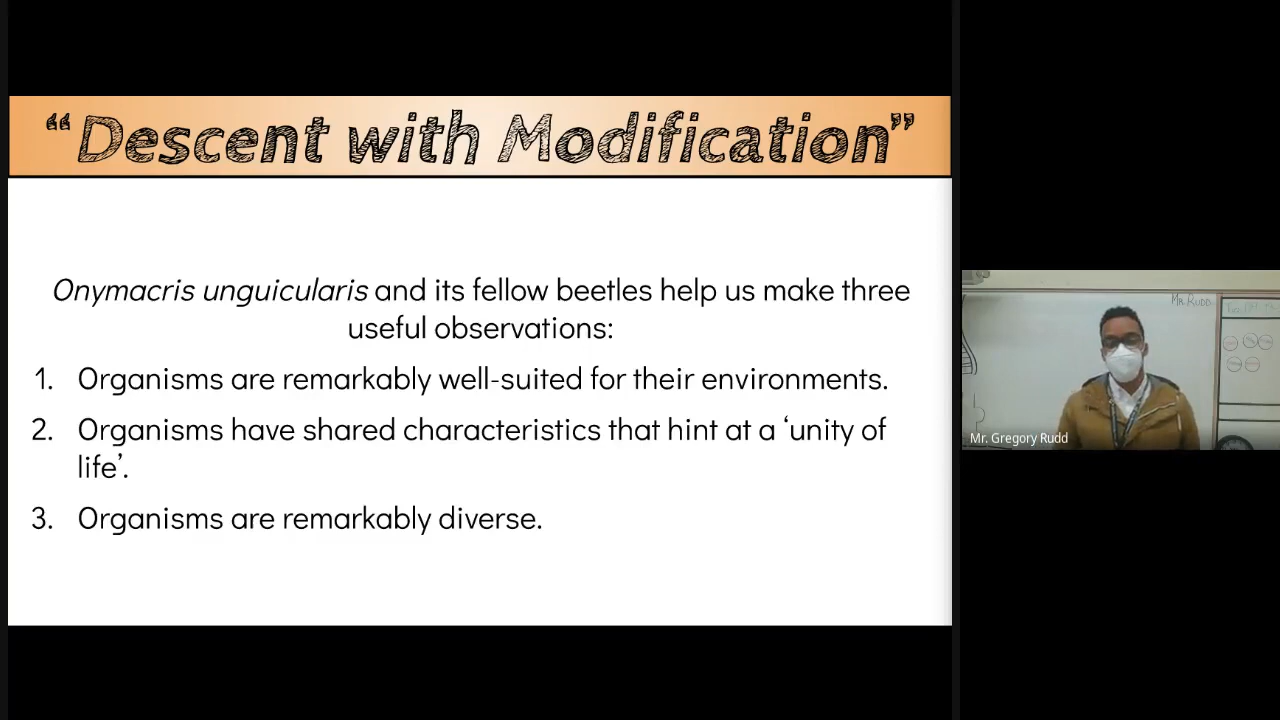 “Descent with Modification”
Onymacris unguicularis and its fellow beetles help us make three
useful observations:
1. Organisms are remarkably well-suited for their environments.
2. Organisms have shared characteristics that hint at a ‘unity of
life’.
3. Organisms are remarkably diverse.
Mr. Rudd
Mr. Gregory Rudd